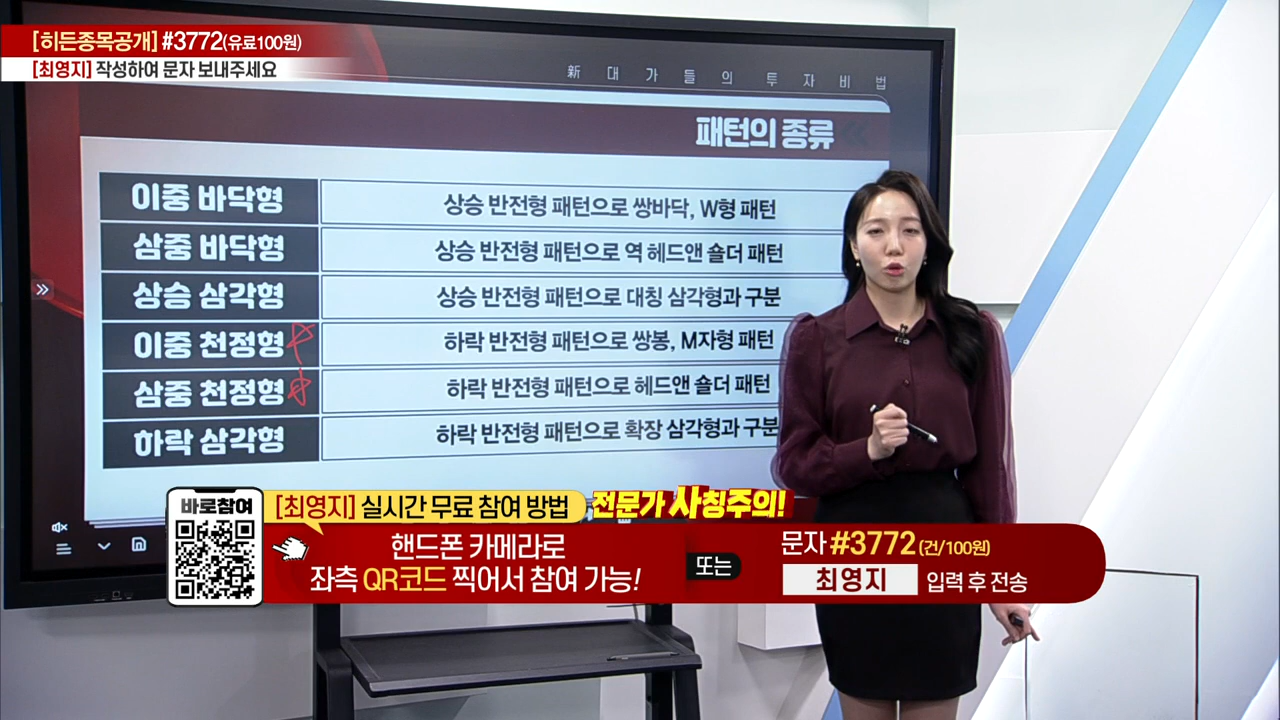 [히든종목공개] #3772(유료100원)
[최영지] 작성하여 문자 보내주세요
新 대가들의 투자비법
패턴의 종류
이중 바닥형 상승 반전형 패턴으로 쌍바닥, W형 패턴
삼중 바닥형 상승 반전형 패턴으로 역 헤드앤 숄더 패턴
상승 삼각형 상승 반전형 패턴으로 대칭 삼각형과 구분
이중 천정형 하락 반전형 패턴으로 쌍봉, M자형 패턴
삼중 천정형 하락 반전형 패턴으로 헤드앤 숄더 패턴
하락 삼각형 하락 반전형 패턴으로 확장 삼각형과 구분
바로참여 [최영지] 실시간 무료 참여 방법 전문가 사칭주의!
핸드폰 카메라로
좌측 QR코드 찍어서 참여 가능!
또는
문자 #3772 (건/100원)
최영지 입력 후 전송